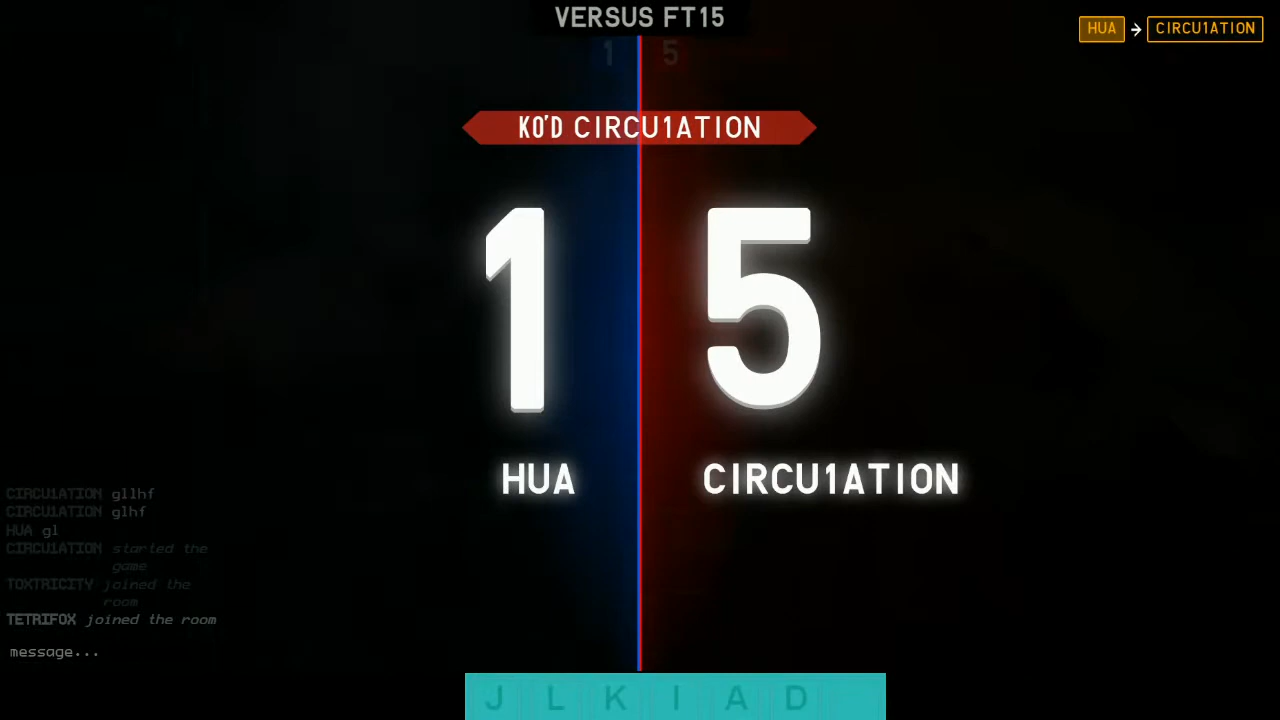 VERSUS FT15
1 5
HUA → CIRCU1ATION
KO'D CIRCU1ATION
1 5
HUA CIRCU1ATION
CIRCU1ATION gl1hf
CIRCU1ATION glhf
HUA gl
CIRCU1ATION started the
game
TOXTRICITY joined the
room
TETRIFOX joined the room
message...
J L K I A D